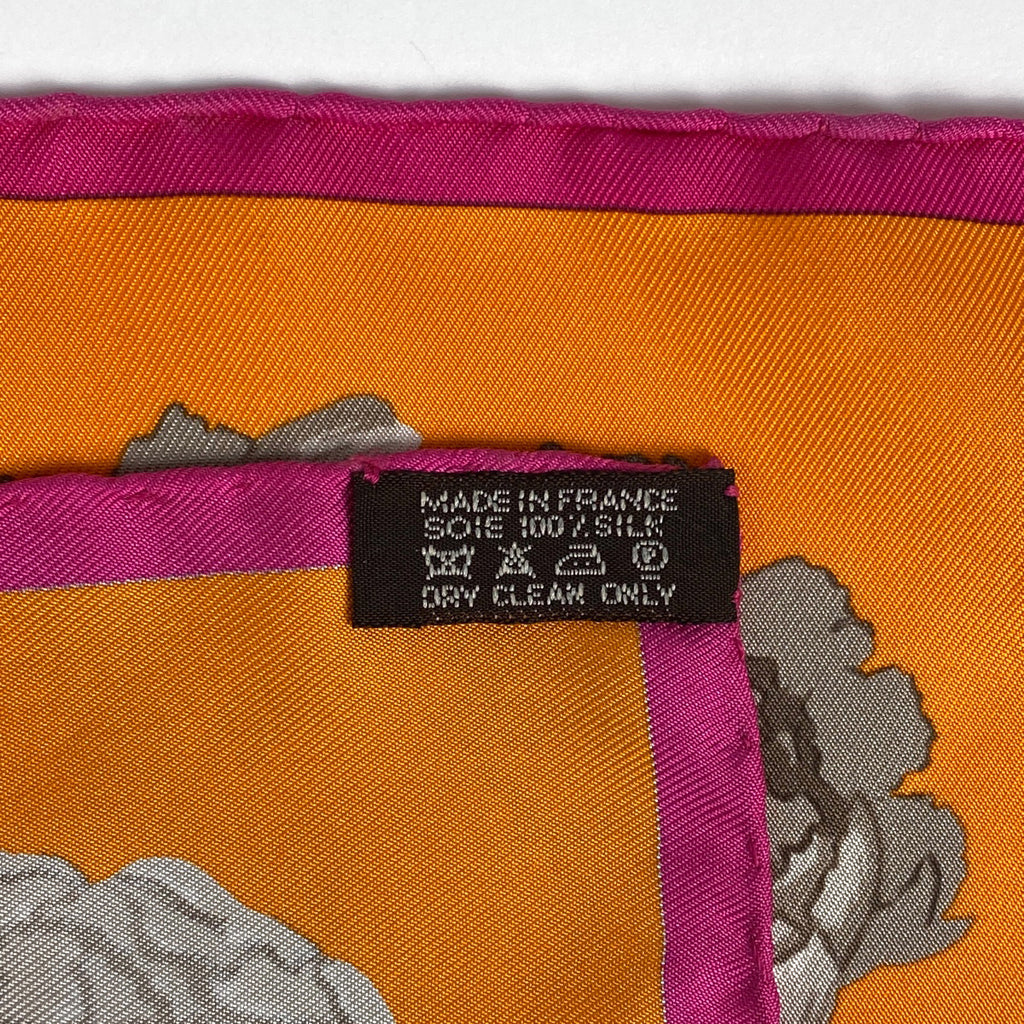 MADE IN FRANCE
SOIE 100% SILK
P
DRY CLEAN ONLY